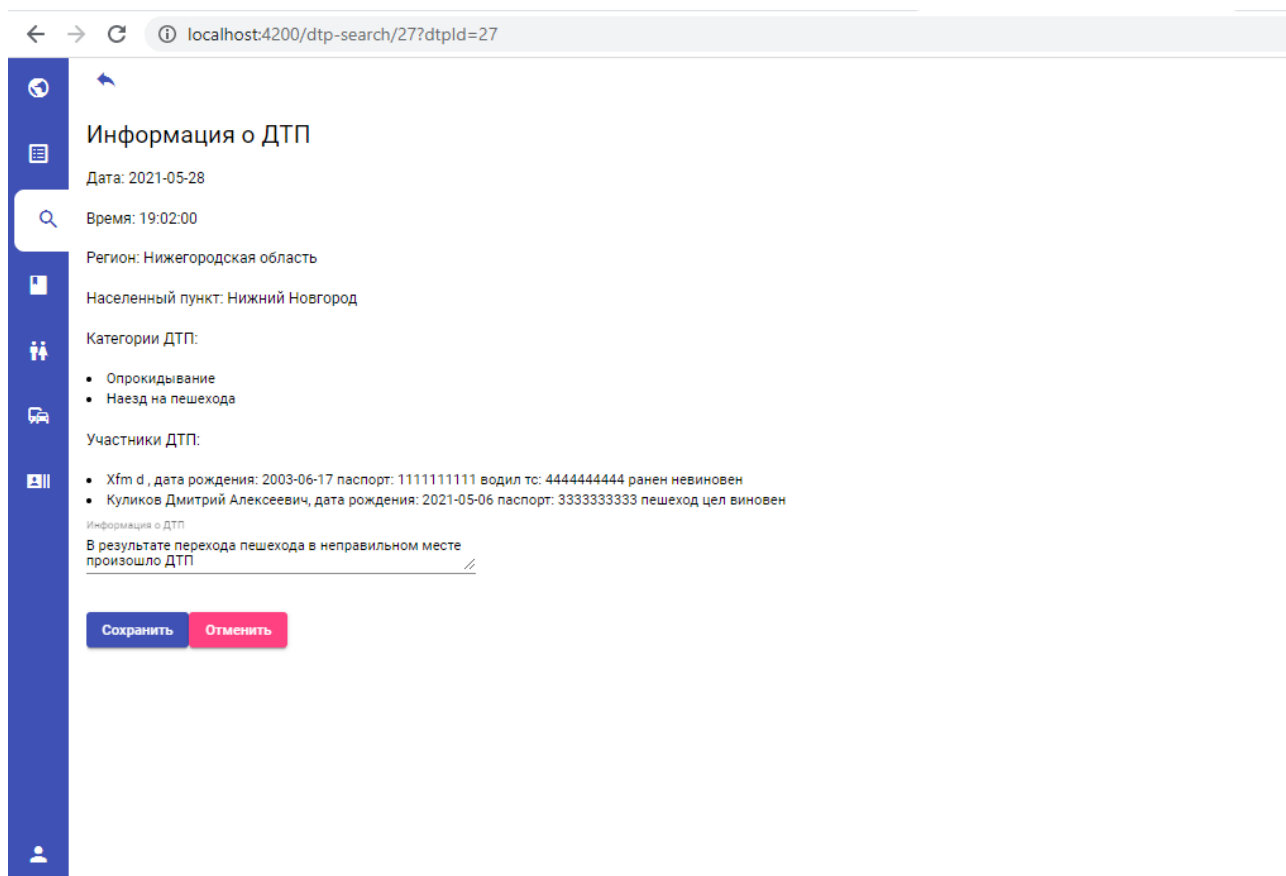 localhost:4200/dtp-search/27?dtpId=27
Информация о ДТП
Дата: 2021-05-28
Время: 19:02:00
Регион: Нижегородская область
Населенный пункт: Нижний Новгород
Категории ДТП:
• Опрокидывание
• Наезд на пешехода
Участники ДТП:
• Xfm d , дата рождения: 2003-06-17 паспорт: 1111111111 водил тс: 4444444444 ранен невиновен
• Куликов Дмитрий Алексеевич, дата рождения: 2021-05-06 паспорт: 3333333333 пешеход цел виновен
Информация о ДТП
В результате перехода пешехода в неправильном месте
произошло ДТП
Сохранить Отменить